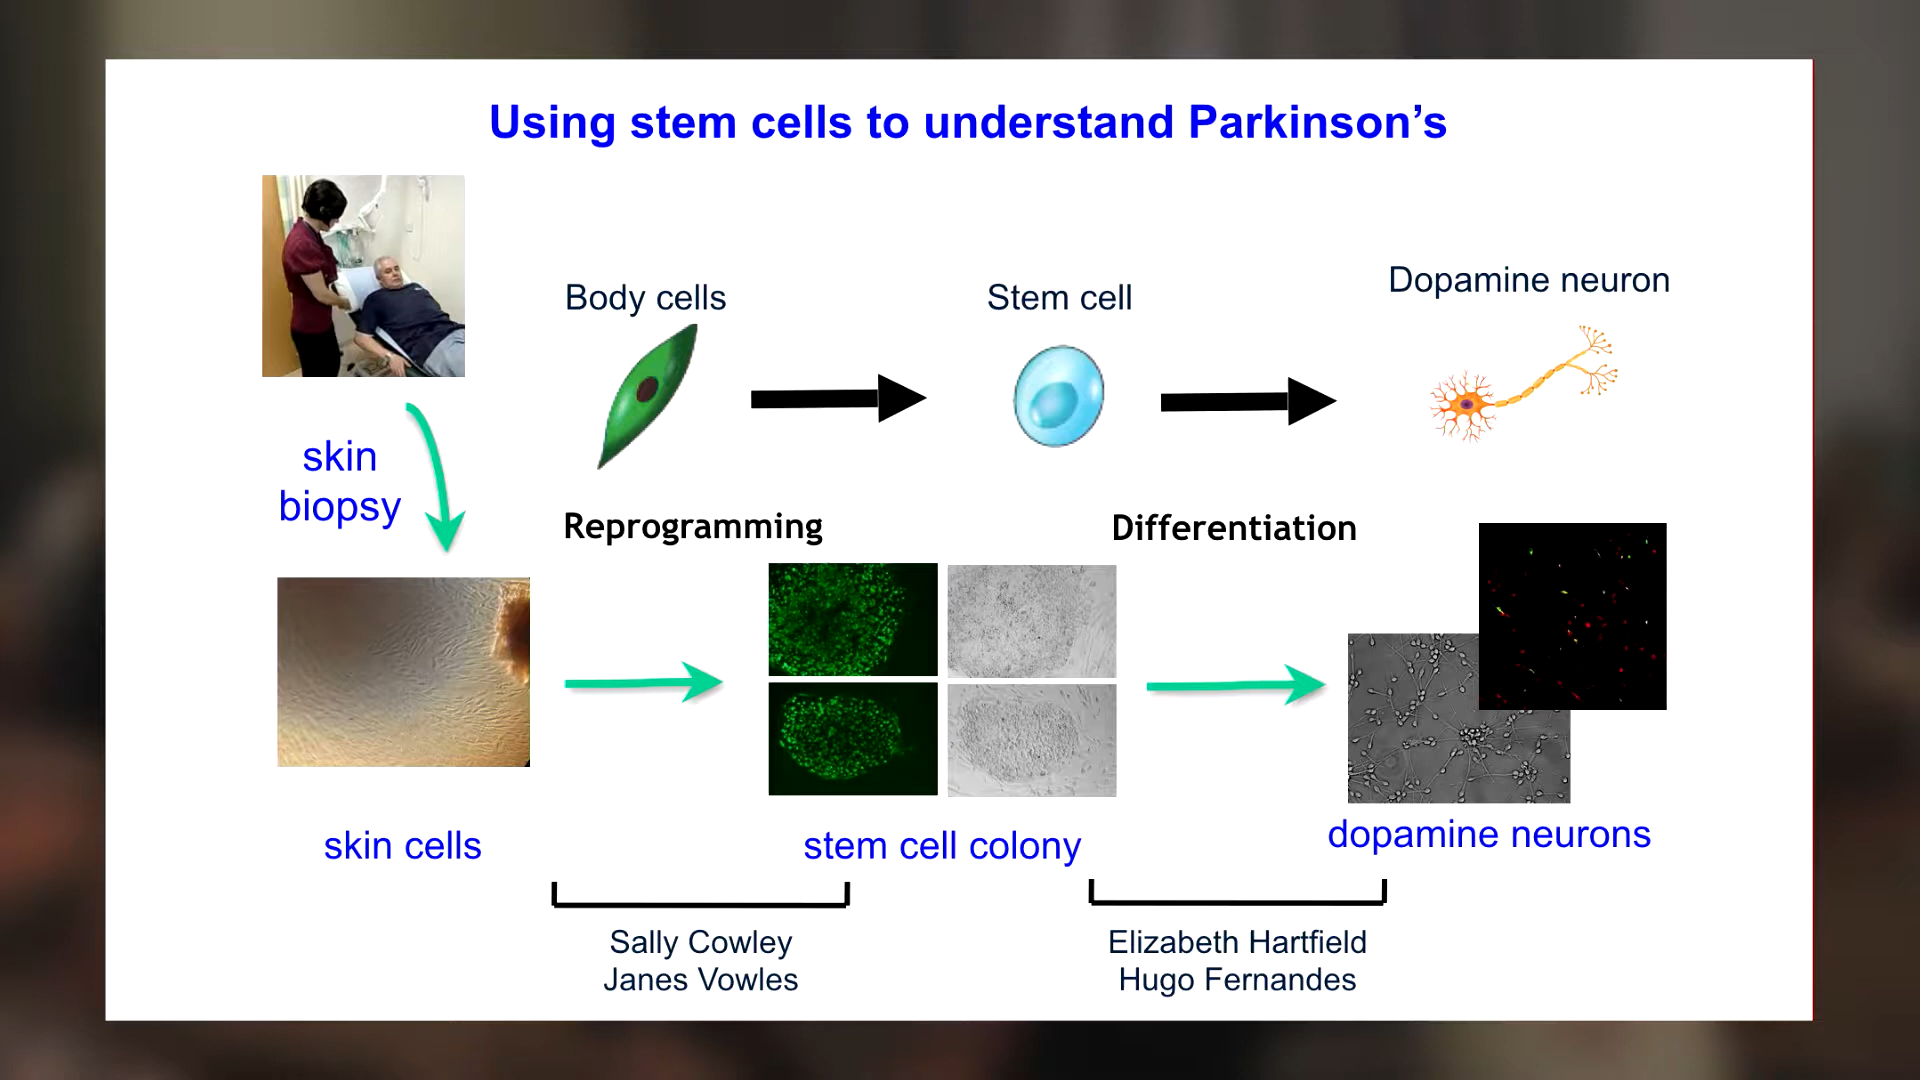 Using stem cells to understand Parkinson’s
Body cells
Stem cell
Dopamine neuron
skin
biopsy
Reprogramming
Differentiation
skin cells
stem cell colony
dopamine neurons
Sally Cowley
Janes Vowles
Elizabeth Hartfield
Hugo Fernandes